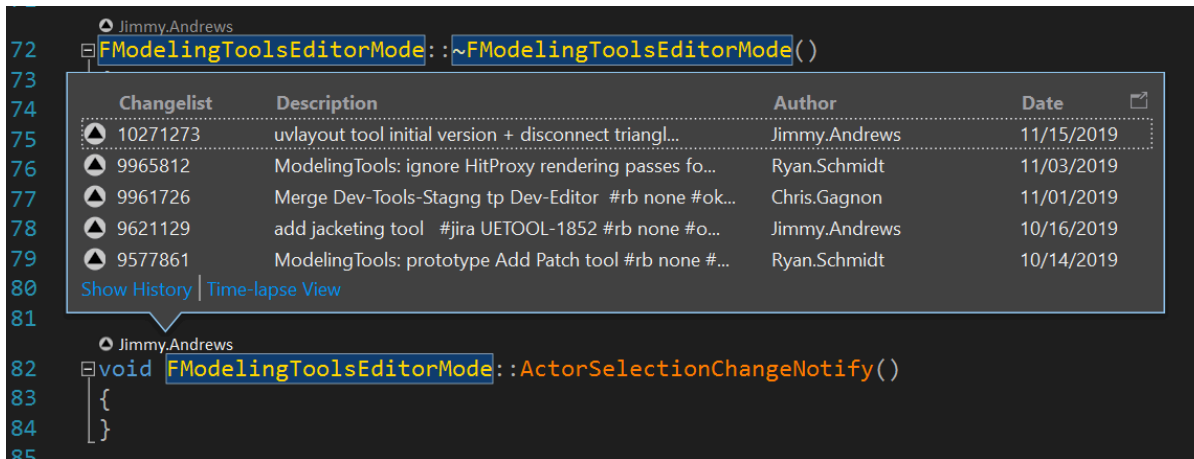 Jimmy.Andrews
72 FModelingToolsEditorMode::~FModelingToolsEditorMode()
73
74 Changelist Description Author Date
75 10271273 uvlayout tool initial version + disconnect triangl... Jimmy.Andrews 11/15/2019
76 9965812 ModelingTools: ignore HitProxy rendering passes fo... Ryan.Schmidt 11/03/2019
77 9961726 Merge Dev-Tools-Stagng tp Dev-Editor #rb none #ok... Chris.Gagnon 11/01/2019
78 9621129 add jacketing tool #jira UETOOL-1852 #rb none #o... Jimmy.Andrews 10/16/2019
79 9577861 ModelingTools: prototype Add Patch tool #rb none #... Ryan.Schmidt 10/14/2019
80 Show History | Time-lapse View
81
Jimmy.Andrews
82 void FModelingToolsEditorMode::ActorSelectionChangeNotify()
83 {
84 }
85